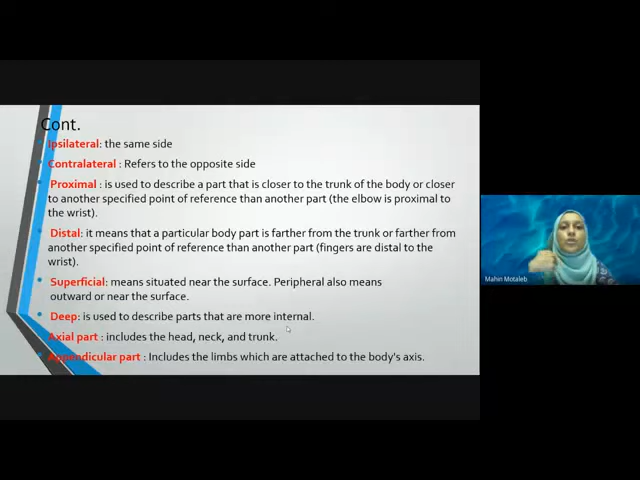 Cont.
Ipsilateral: the same side
Contralateral : Refers to the opposite side
Proximal : is used to describe a part that is closer to the trunk of the body or closer
to another specified point of reference than another part (the elbow is proximal to
the wrist).
Distal: it means that a particular body part is farther from the trunk or farther from
another specified point of reference than another part (fingers are distal to the
wrist).
Superficial: means situated near the surface. Peripheral also means
outward or near the surface.
Deep: is used to describe parts that are more internal.
Axial part : includes the head, neck, and trunk.
Appendicular part : Includes the limbs which are attached to the body's axis.
Mahin Motaleb